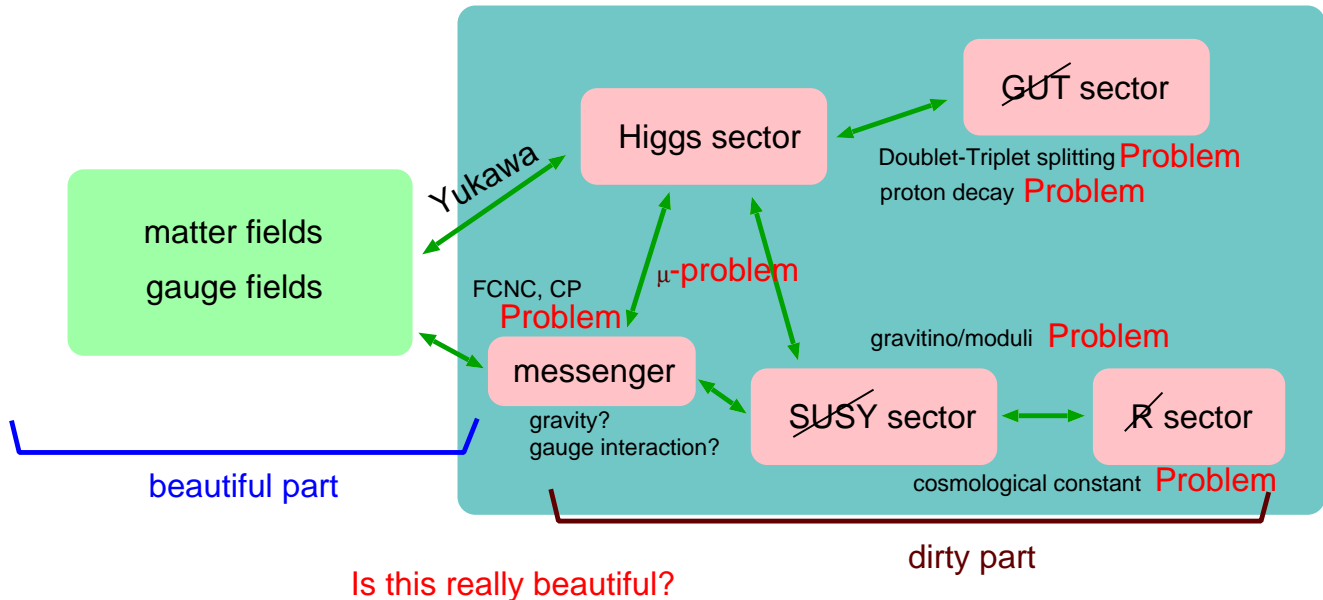 GUT sector
Higgs sector
Doublet-Triplet splitting Problem
proton decay Problem
Yukawa
matter fields
gauge fields
μ-problem
FCNC, CP
Problem
gravitino/moduli Problem
messenger
SUSY sector
R sector
gravity?
gauge interaction?
cosmological constant Problem
beautiful part
dirty part
Is this really beautiful?